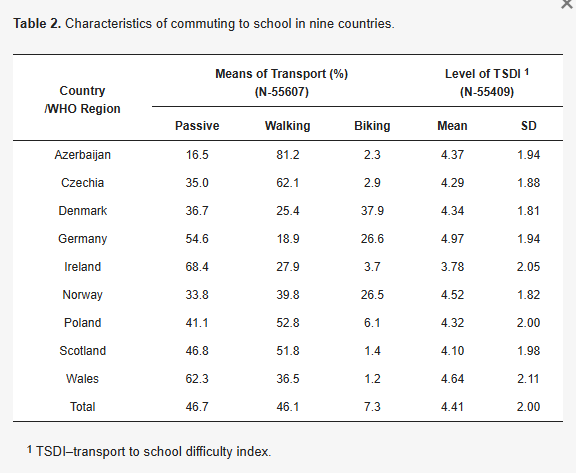 Table 2. Characteristics of commuting to school in nine countries.
Country
/WHO Region
Means of Transport (%)
(N-55607)
Level of TSDI 1
(N-55409)
Passive Walking Biking Mean SD
Azerbaijan 16.5 81.2 2.3 4.37 1.94
Czechia 35.0 62.1 2.9 4.29 1.88
Denmark 36.7 25.4 37.9 4.34 1.81
Germany 54.6 18.9 26.6 4.97 1.94
Ireland 68.4 27.9 3.7 3.78 2.05
Norway 33.8 39.8 26.5 4.52 1.82
Poland 41.1 52.8 6.1 4.32 2.00
Scotland 46.8 51.8 1.4 4.10 1.98
Wales 62.3 36.5 1.2 4.64 2.11
Total 46.7 46.1 7.3 4.41 2.00
1 TSDI–transport to school difficulty index.